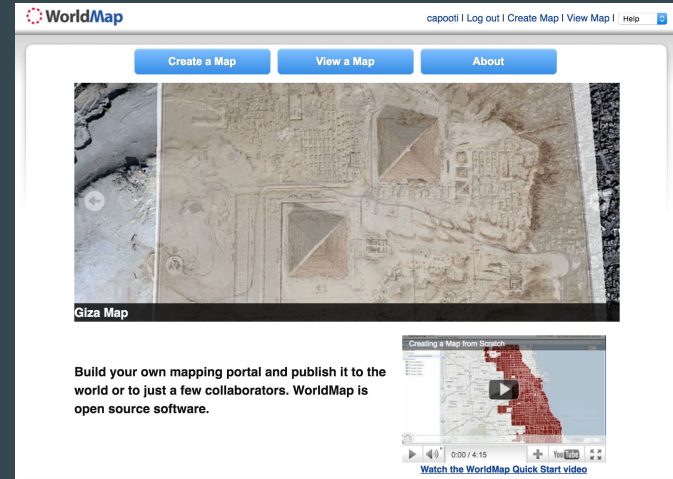 WorldMap
capooti I Log out I Create Map I View Map I Help
Create a Map
View a Map
About
Giza Map
Build your own mapping portal and publish it to the
world or to just a few collaborators. WorldMap is
open source software.
Creating a Map from Scratch
0:00 / 4:15
YouTube
Watch the WorldMap Quick Start video